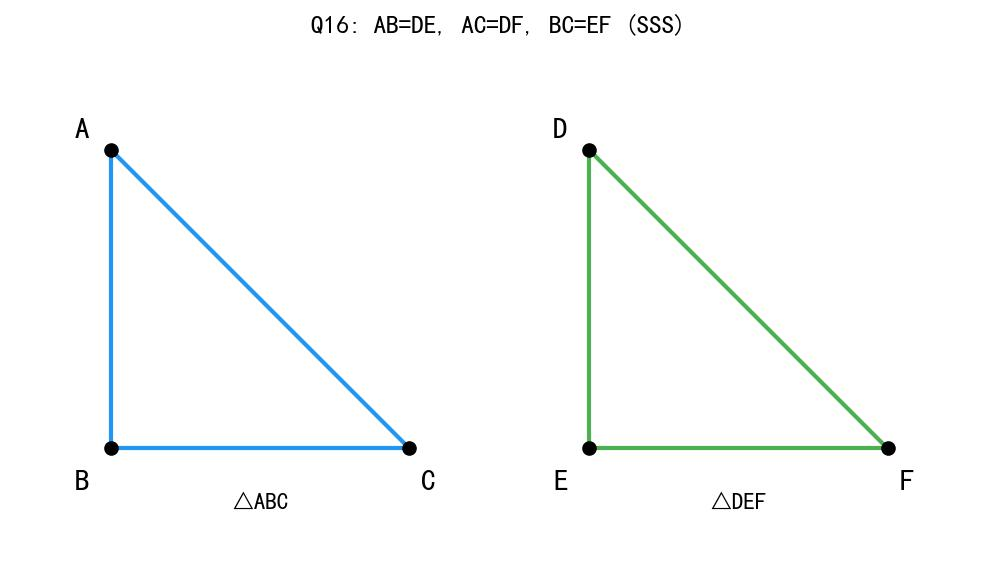 Q16: AB=DE, AC=DF, BC=EF (SSS)
A
D
B
C
E
F
△ABC
△DEF